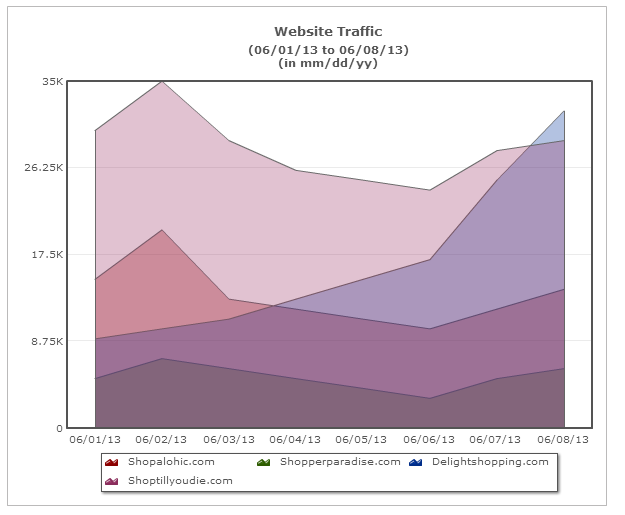 Website Traffic
(06/01/13 to 06/08/13)
(in mm/dd/yy)
35K
26.25K
17.5K
8.75K
0
06/01/13 06/02/13 06/03/13 06/04/13 06/05/13 06/06/13 06/07/13 06/08/13
Shopalohic.com Shopperparadise.com Delightshopping.com
Shoptillyoudie.com